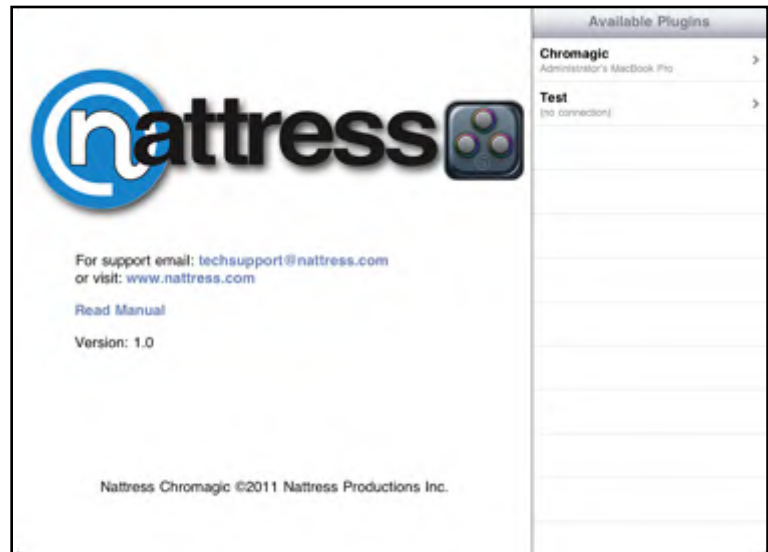 nattress
For support email: techsupport@nattress.com
or visit: www.nattress.com
Read Manual
Version: 1.0
Nattress Chromagic ©2011 Nattress Productions Inc.
Available Plugins
Chromagic
Administrator's MacBook Pro
Test
(no connection)